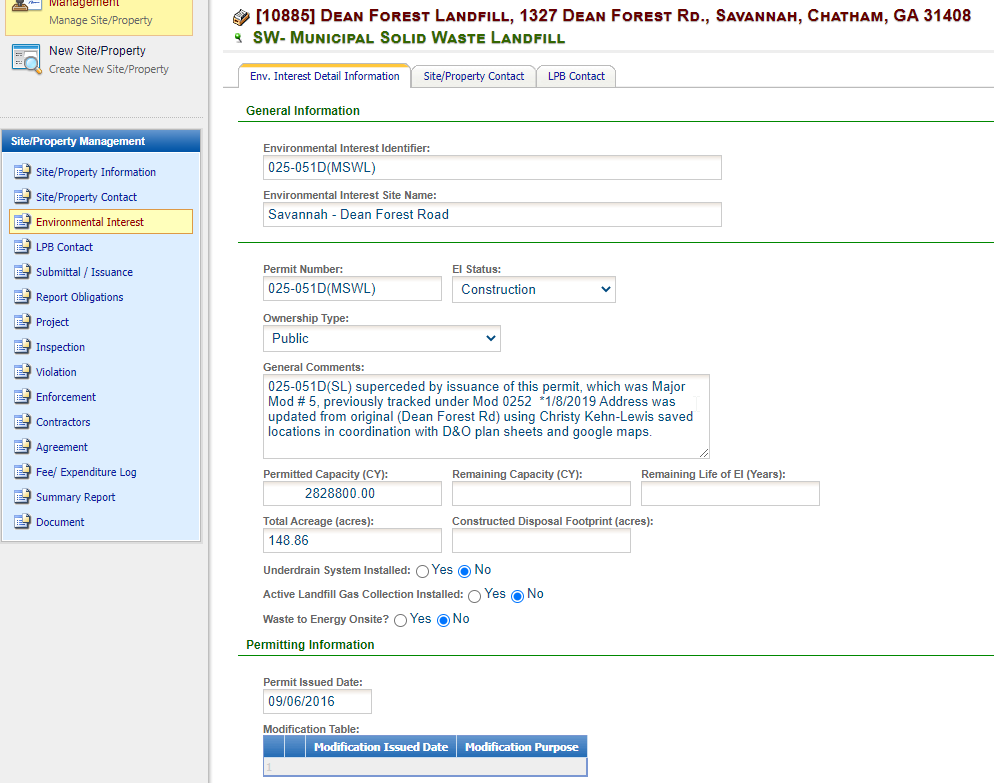 Management
Manage Site/Property
New Site/Property
Create New Site/Property
Site/Property Management
Site/Property Information
Site/Property Contact
Environmental Interest
LPB Contact
Submittal / Issuance
Report Obligations
Project
Inspection
Violation
Enforcement
Contractors
Agreement
Fee/ Expenditure Log
Summary Report
Document
[10885] Dean Forest Landfill, 1327 Dean Forest Rd., Savannah, Chatham, GA 31408
SW- Municipal Solid Waste Landfill
Env. Interest Detail Information Site/Property Contact LPB Contact
General Information
Environmental Interest Identifier:
025-051D(MSWL)
Environmental Interest Site Name:
Savannah - Dean Forest Road
Permit Number: EI Status:
025-051D(MSWL) Construction
Ownership Type:
Public
General Comments:
025-051D(SL) superceded by issuance of this permit, which was Major
Mod # 5, previously tracked under Mod 0252 *1/8/2019 Address was
updated from original (Dean Forest Rd) using Christy Kehn-Lewis saved
locations in coordination with D&O plan sheets and google maps.
Permitted Capacity (CY): Remaining Capacity (CY): Remaining Life of EI (Years):
2828800.00
Total Acreage (acres): Constructed Disposal Footprint (acres):
148.86
Underdrain System Installed: Yes No
Active Landfill Gas Collection Installed: Yes No
Waste to Energy Onsite? Yes No
Permitting Information
Permit Issued Date:
09/06/2016
Modification Table:
Modification Issued Date Modification Purpose
1